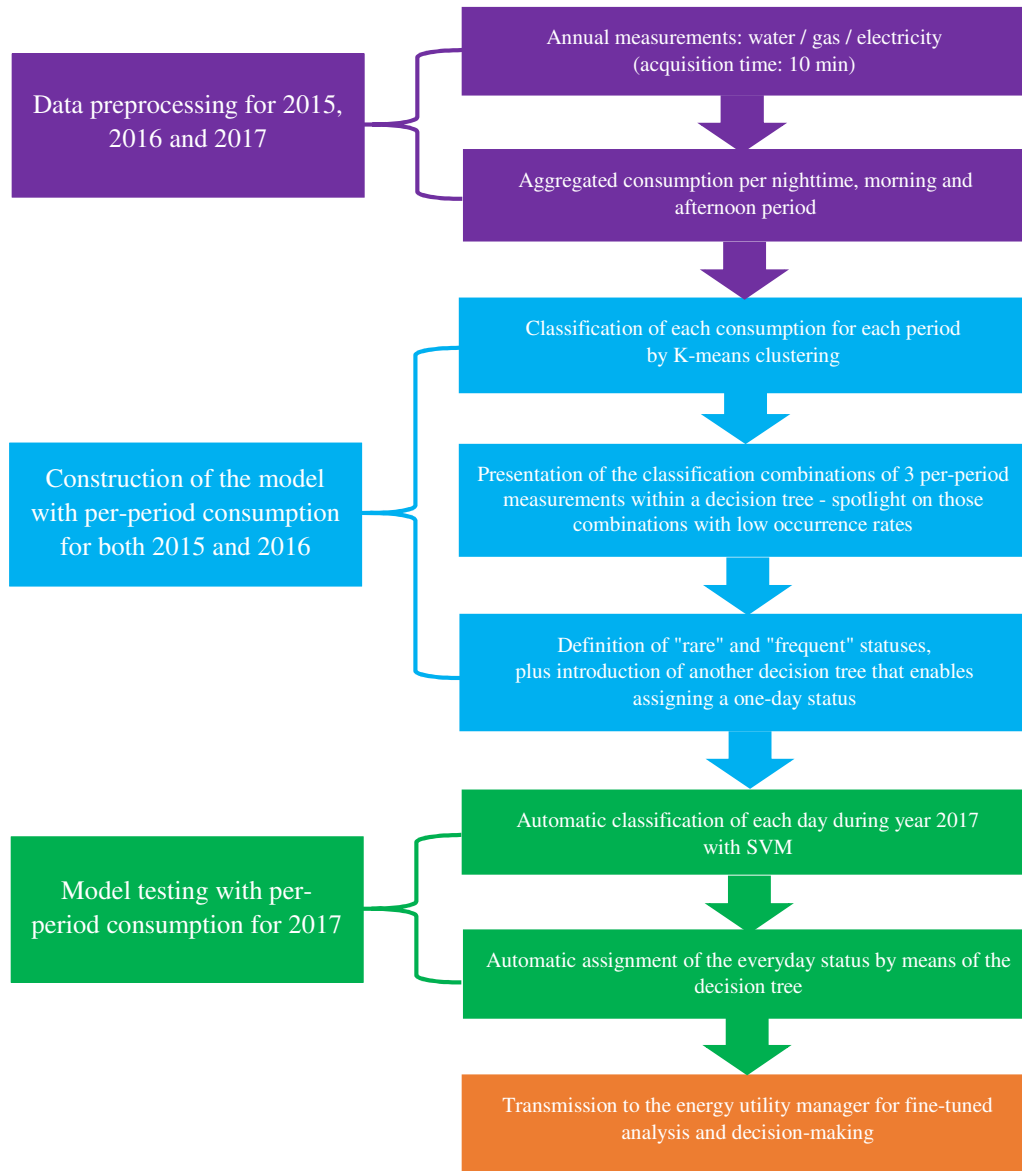 Annual measurements: water / gas / electricity
(acquisition time: 10 min)
Data preprocessing for 2015,
2016 and 2017
Aggregated consumption per nighttime, morning and
afternoon period
Classification of each consumption for each period
by K-means clustering
Construction of the model
with per-period consumption
for both 2015 and 2016
Presentation of the classification combinations of 3 per-period
measurements within a decision tree - spotlight on those
combinations with low occurrence rates
Definition of "rare" and "frequent" statuses,
plus introduction of another decision tree that enables
assigning a one-day status
Automatic classification of each day during year 2017
with SVM
Model testing with per-
period consumption for 2017
Automatic assignment of the everyday status by means of the
decision tree
Transmission to the energy utility manager for fine-tuned
analysis and decision-making